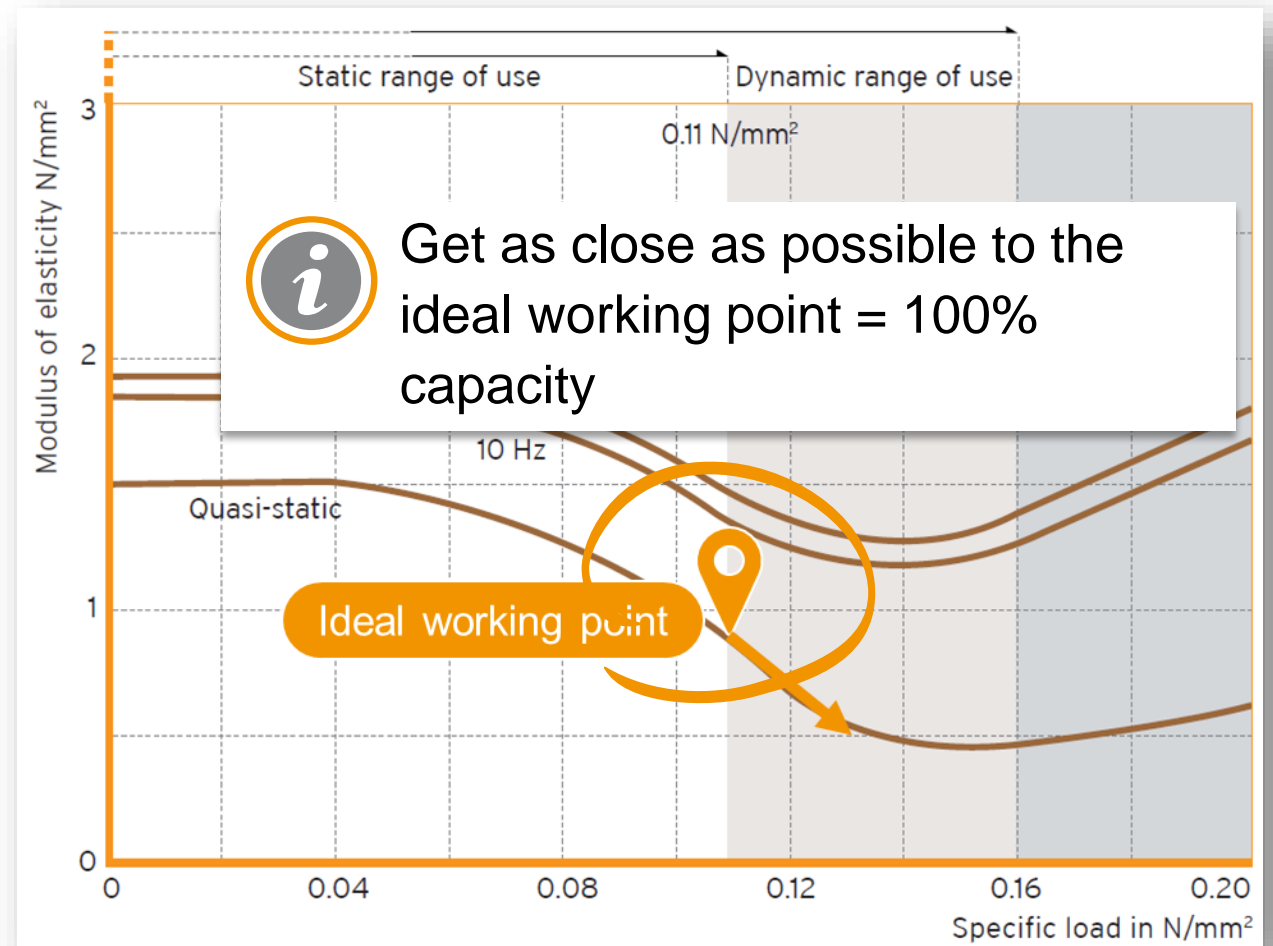 Static range of use
Dynamic range of use
Modulus of elasticity N/mm²
3
0.11 N/mm²
i
Get as close as possible to the
ideal working point = 100%
capacity
2
10 Hz
Quasi-static
1
Ideal working point
0
0
0.04
0.08
0.12
0.16
0.20
Specific load in N/mm²